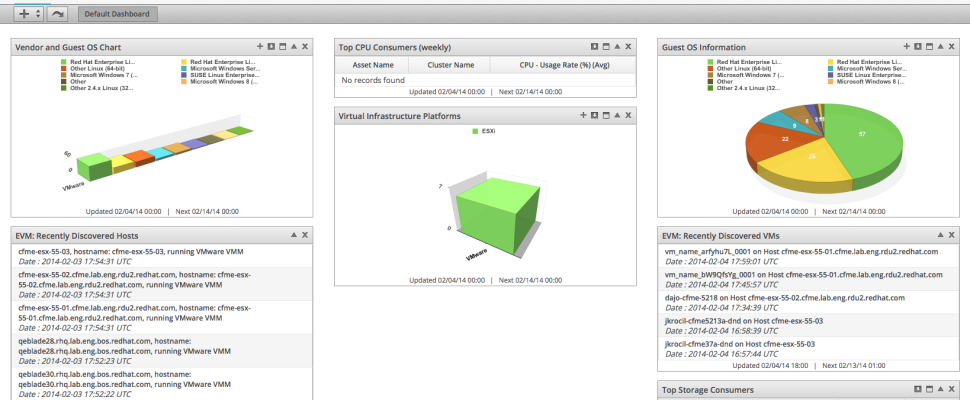 Default Dashboard
Vendor and Guest OS Chart
Red Hat Enterprise Li... Red Hat Enterprise Li...
Other Linux (64-bit) Microsoft Windows Ser...
Microsoft Windows 7 (... SUSE Linux Enterprise...
Other Microsoft Windows 8 (...
Other 2.4.x Linux (32...
60
0
VMware
Updated 02/04/14 00:00 | Next 02/14/14 00:00
EVM: Recently Discovered Hosts
cfme-esx-55-03, hostname: cfme-esx-55-03, running VMware VMM
Date : 2014-02-03 17:54:31 UTC
cfme-esx-55-02.cfme.lab.eng.rdu2.redhat.com, hostname: cfme-esx-
55-02.cfme.lab.eng.rdu2.redhat.com, running VMware VMM
Date : 2014-02-03 17:54:31 UTC
cfme-esx-55-01.cfme.lab.eng.rdu2.redhat.com, hostname: cfme-esx-
55-01.cfme.lab.eng.rdu2.redhat.com, running VMware VMM
Date : 2014-02-03 17:54:31 UTC
qeblade28.rhq.lab.eng.bos.redhat.com, hostname:
qeblade28.rhq.lab.eng.bos.redhat.com, running VMware VMM
Date : 2014-02-03 17:52:23 UTC
qeblade30.rhq.lab.eng.bos.redhat.com, hostname:
qeblade30.rhq.lab.eng.bos.redhat.com, running VMware VMM
Date : 2014-02-03 17:52:22 UTC
Top CPU Consumers (weekly)
Asset Name Cluster Name CPU - Usage Rate (%) (Avg)
No records found
Updated 02/14/14 00:00 | Next 02/14/14 00:00
Virtual Infrastructure Platforms
ESXi
7
0
VMware
Updated 02/04/14 00:00 | Next 02/14/14 00:00
Guest OS Information
Red Hat Enterprise Li... Red Hat Enterprise Li...
Other Linux (64-bit) Microsoft Windows Ser...
Microsoft Windows 7 (... SUSE Linux Enterprise...
Other Microsoft Windows 8 (...
Other 2.4.x Linux (32...
57
22
9
8
3
Updated 02/04/14 00:00 | Next 02/14/14 00:00
EVM: Recently Discovered VMs
vm_name_arfyhu7L_0001 on Host cfme-esx-55-01.cfme.lab.eng.rdu2.redhat.com
Date : 2014-02-04 17:59:01 UTC
vm_name_bW9QfsYg_0001 on Host cfme-esx-55-01.cfme.lab.eng.rdu2.redhat.com
Date : 2014-02-04 17:45:57 UTC
dajo-cfme-5218 on Host cfme-esx-55-02.cfme.lab.eng.rdu2.redhat.com
Date : 2014-02-04 17:34:39 UTC
jkrocil-cfme5213a-dnd on Host cfme-esx-55-03
Date : 2014-02-04 16:58:39 UTC
jkrocil-cfme37a-dnd on Host cfme-esx-55-03
Date : 2014-02-04 16:57:44 UTC
Updated 02/04/14 18:00 | Next 02/13/14 01:00
Top Storage Consumers